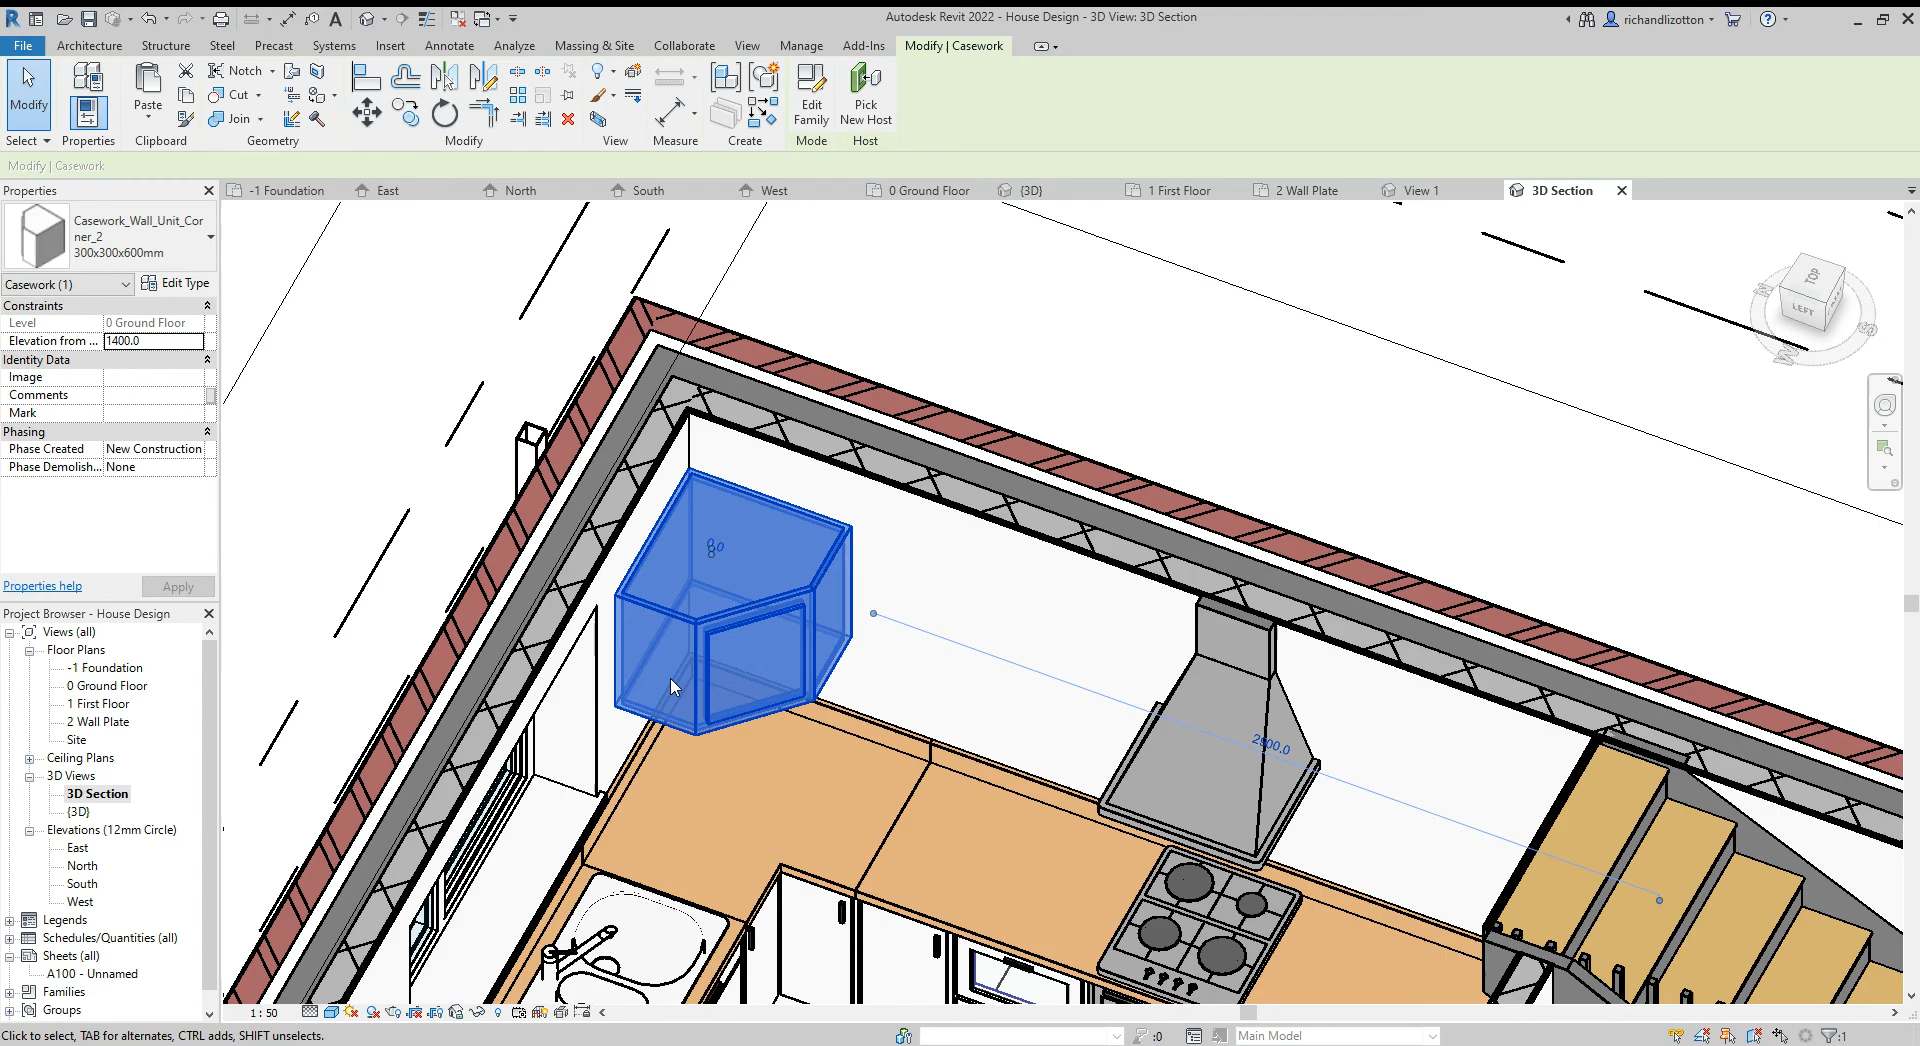 Autodesk Revit 2022 - House Design - 3D View: 3D Section
richandlizotton
File Architecture Structure Steel Precast Systems Insert Annotate Analyze Massing & Site Collaborate View Manage Add-Ins Modify | Casework
Modify
Paste
Notch
Cut
Join
Edit Family
Pick New Host
Select Properties Clipboard Geometry Modify View Measure Create Mode Host
Modify | Casework
Properties
-1 Foundation East North South West 0 Ground Floor {3D} 1 First Floor 2 Wall Plate View 1 3D Section
Casework_Wall_Unit_Cor
ner_2
300x300x600mm
Casework (1) Edit Type
Constraints
Level 0 Ground Floor
Elevation from ... 1400.0
Identity Data
Image
Comments
Mark
Phasing
Phase Created New Construction
Phase Demolish... None
Properties help Apply
Project Browser - House Design
Views (all)
Floor Plans
-1 Foundation
0 Ground Floor
1 First Floor
2 Wall Plate
Site
Ceiling Plans
3D Views
3D Section
{3D}
Elevations (12mm Circle)
East
North
South
West
Legends
Schedules/Quantities (all)
Sheets (all)
A100 - Unnamed
Families
Groups
TOP
LEFT
S
0.0
1 : 50
Click to select, TAB for alternates, CTRL adds, SHIFT unselects.
:0
Main Model
:1